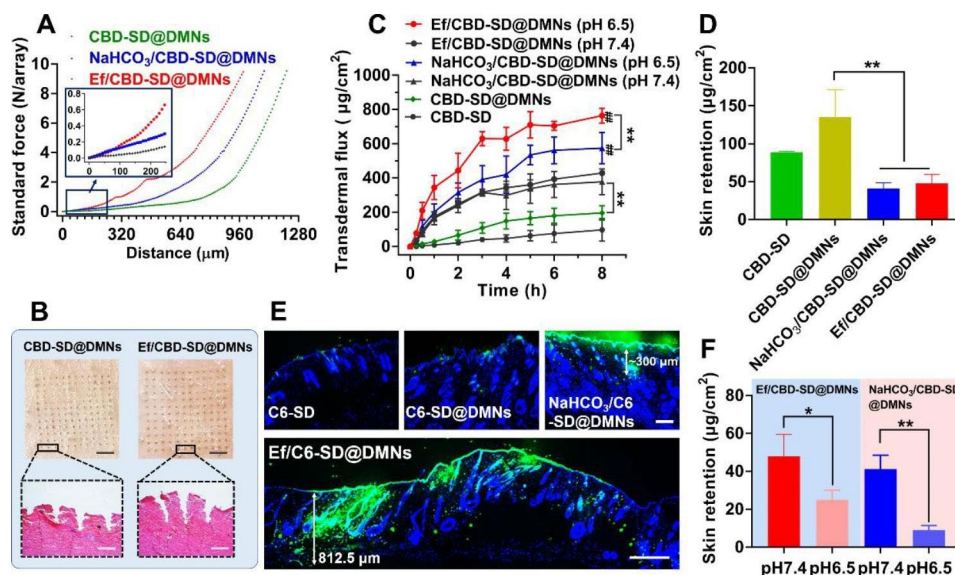 A
CBD-SD@DMNs
NaHCO3/CBD-SD@DMNs
Ef/CBD-SD@DMNs
Standard force (N/array)
10
8
6
4
2
0
0.8
0.6
0.4
0.2
0.0
0 100 200
0 320 640 960 1280
Distance (μm)
B
CBD-SD@DMNs Ef/CBD-SD@DMNs
C
Ef/CBD-SD@DMNs (pH 6.5)
Ef/CBD-SD@DMNs (pH 7.4)
NaHCO3/CBD-SD@DMNs (pH 6.5)
NaHCO3/CBD-SD@DMNs (pH 7.4)
CBD-SD@DMNs
CBD-SD
Transdermal flux (μg/cm2)
1000
800
600
400
200
0
##
##
**
**
0 2 4 6 8
Time (h)
D
Skin retention (μg/cm2)
200
150
100
50
0
**
CBD-SD
CBD-SD@DMNs
NaHCO3/CBD-SD@DMNs
Ef/CBD-SD@DMNs
E
C6-SD
C6-SD@DMNs
~300 μm
NaHCO3/C6
-SD@DMNs
Ef/C6-SD@DMNs
812.5 μm
F
Skin retention (μg/cm2)
80
60
40
20
0
Ef/CBD-SD@DMNs
NaHCO3/CBD-SD
@DMNs
*
**
pH7.4 pH6.5 pH7.4 pH6.5